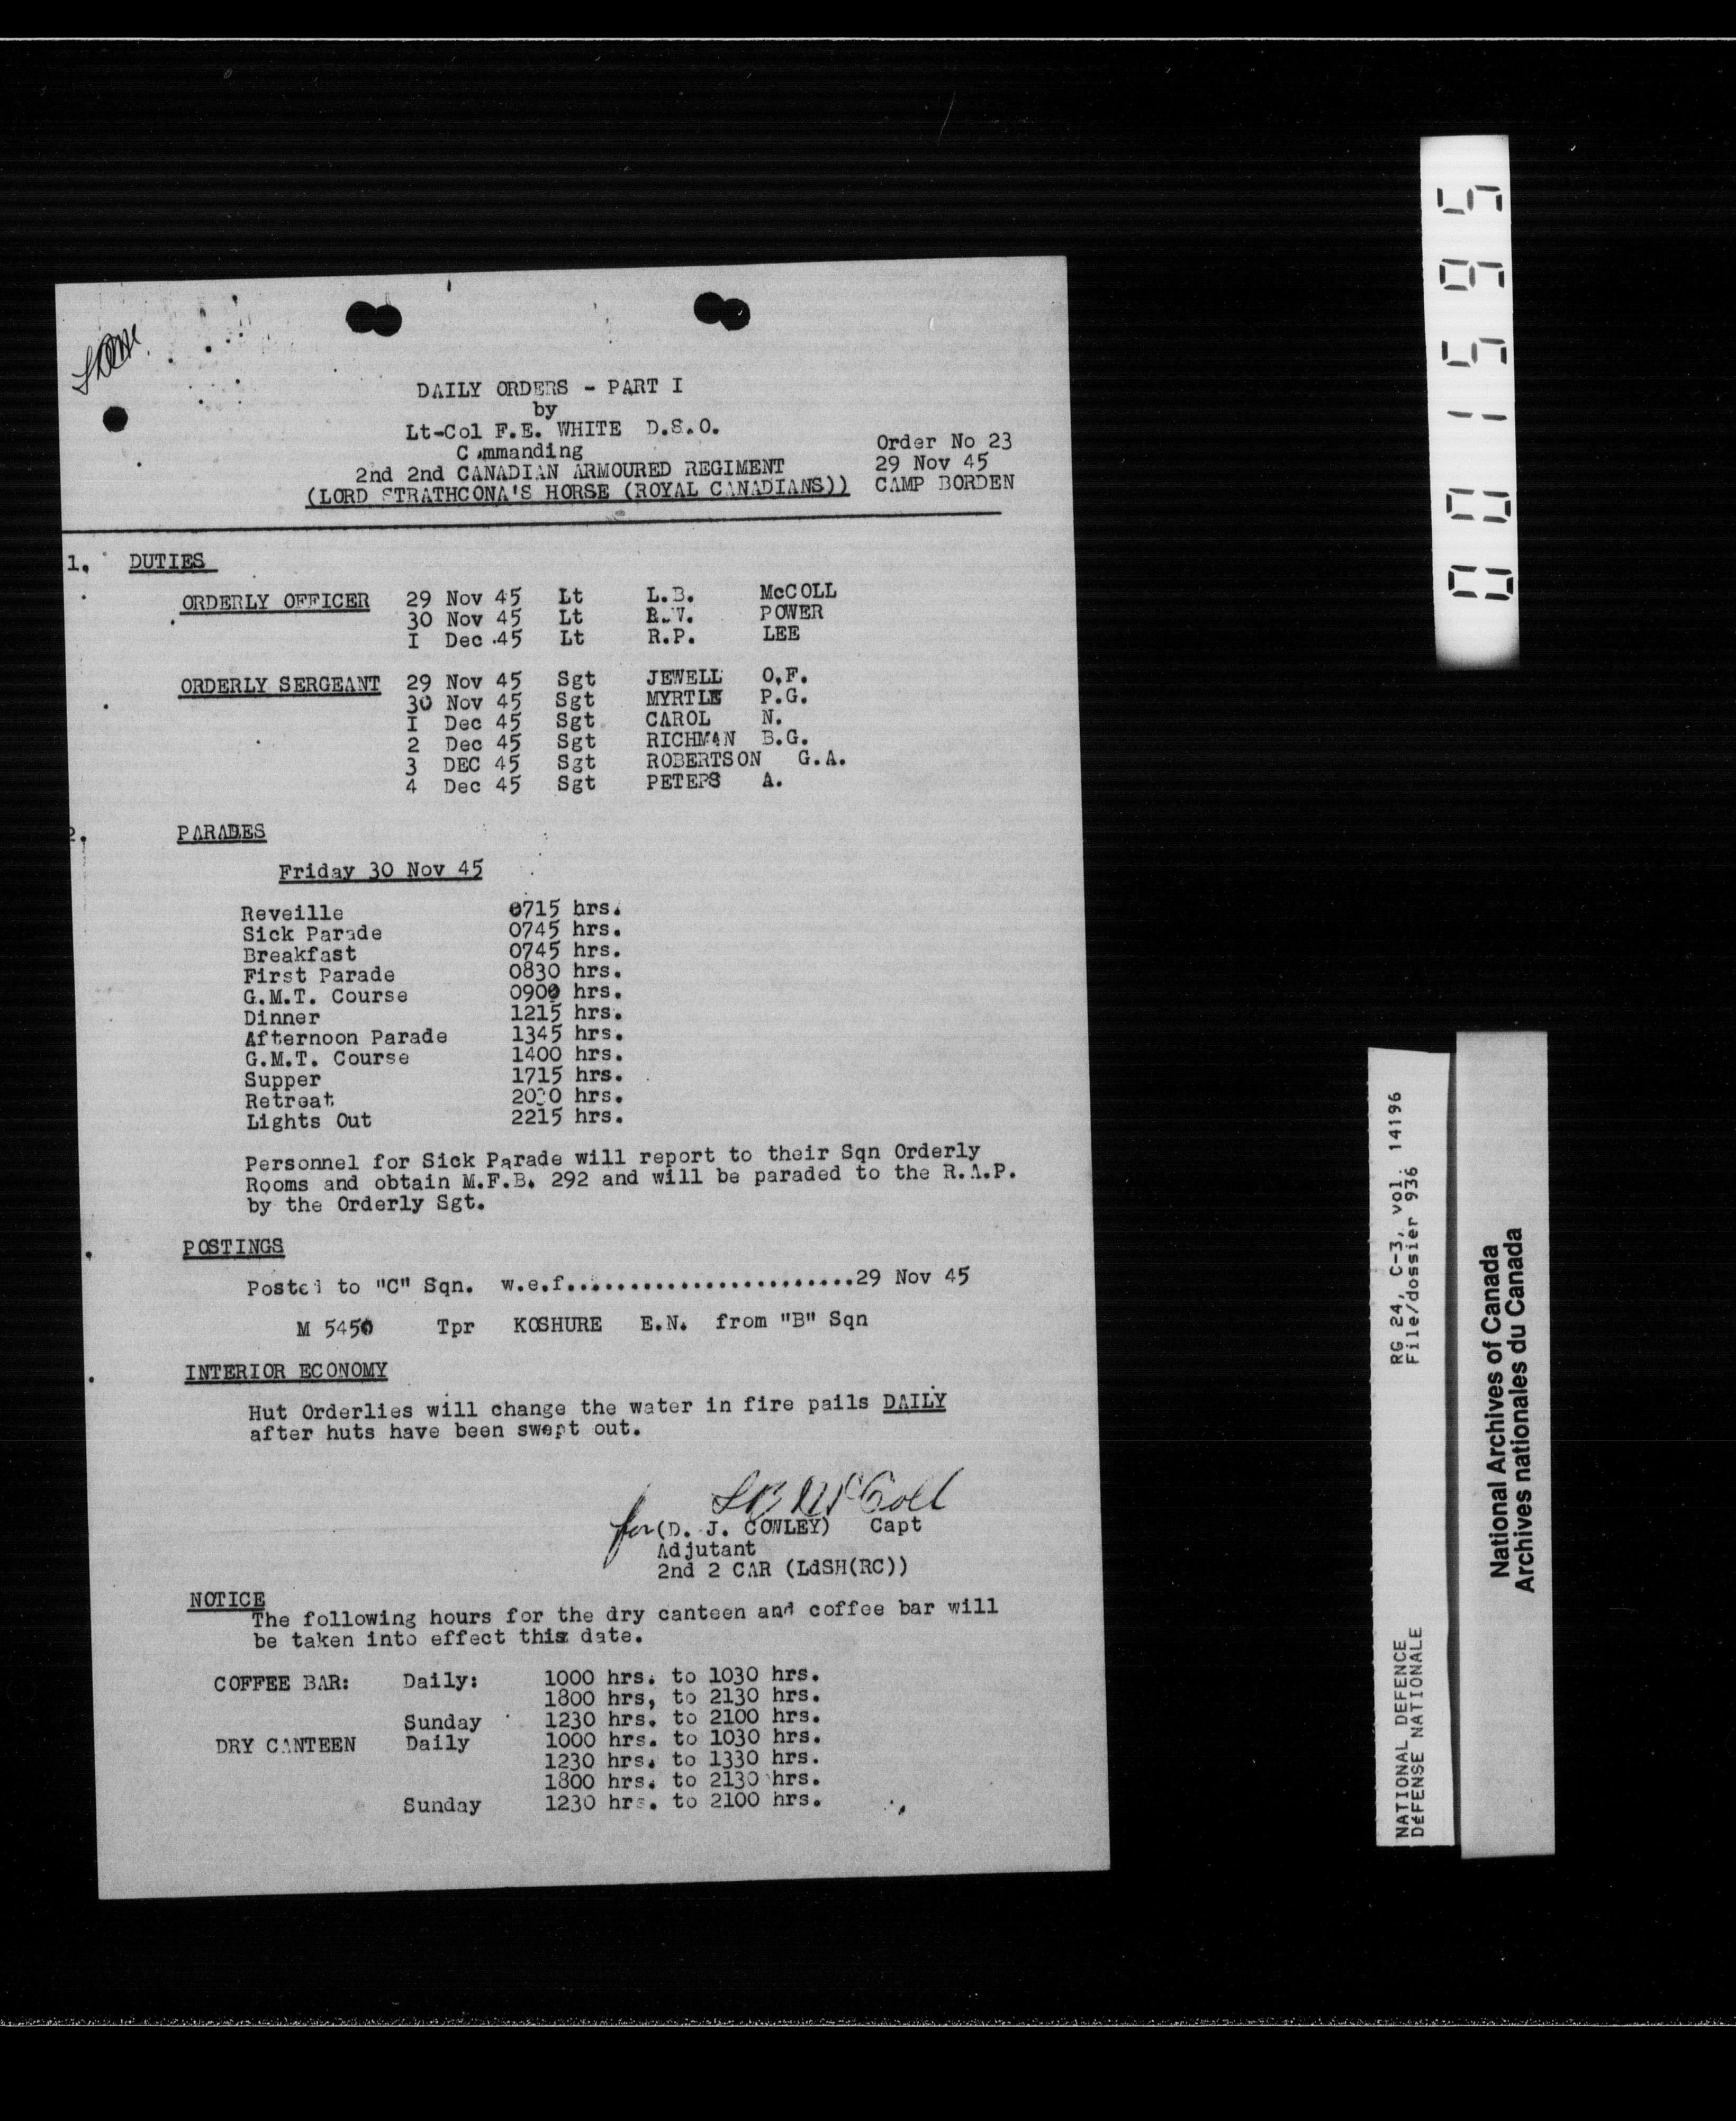 DAILY ORDERS - PART I
by
Lt-Col F.E. WHITE D.S.O.
Commanding
2nd 2nd CANADIAN ARMOURED REGIMENT
(LORD STRATHCONA'S HORSE (ROYAL CANADIANS))
Order No 23
29 Nov 45
CAMP BORDEN
1. DUTIES
ORDERLY OFFICER 29 Nov 45 Lt L.B. McCOLL
30 Nov 45 Lt R.W. POWER
I Dec 45 Lt R.P. LEE
ORDERLY SERGEANT 29 Nov 45 Sgt JEWELL O.F.
30 Nov 45 Sgt MYRTLE P.G.
I Dec 45 Sgt CAROL N.
2 Dec 45 Sgt RICHMAN B.G.
3 DEC 45 Sgt ROBERTSON G.A.
4 Dec 45 Sgt PETERS A.
2. PARADES
Friday 30 Nov 45
Reveille 0715 hrs.
Sick Parade 0745 hrs.
Breakfast 0745 hrs.
First Parade 0830 hrs.
G.M.T. Course 0900 hrs.
Dinner 1215 hrs.
Afternoon Parade 1345 hrs.
G.M.T. Course 1400 hrs.
Supper 1715 hrs.
Retreat hrs.
Lights Out 2215 hrs.
Personnel for Sick Parade will report to their Sqn Orderly
Rooms and obtain M.F.B. 292 and will be paraded to the R.A.P.
by the Orderly Sgt.
POSTINGS
Posted to "C" Sqn. w.e.f.......................29 Nov 45
M 5450 Tpr KOSHURE E.N. from "B" Sqn
INTERIOR ECONOMY
Hut Orderlies will change the water in fire pails DAILY
after huts have been swept out.
L B McColl
for (D. J. COWLEY) Capt
Adjutant
2nd 2 CAR (LdSH(RC))
NOTICE
The following hours for the dry canteen and coffee bar will
be taken into effect this date.
COFFEE BAR: Daily: 1000 hrs. to 1030 hrs.
1800 hrs, to 2130 hrs.
Sunday 1230 hrs. to 2100 hrs.
DRY CANTEEN Daily 1000 hrs. to 1030 hrs.
1230 hrs. to 1330 hrs.
1800 hrs. to 2130 hrs.
Sunday 1230 hrs. to 2100 hrs.
001595
NATIONAL DEFENCE RG 24, C-3, vol. 14196
DéFENSE NATIONALE File/dossier 936
National Archives of Canada
Archives nationales du Canada